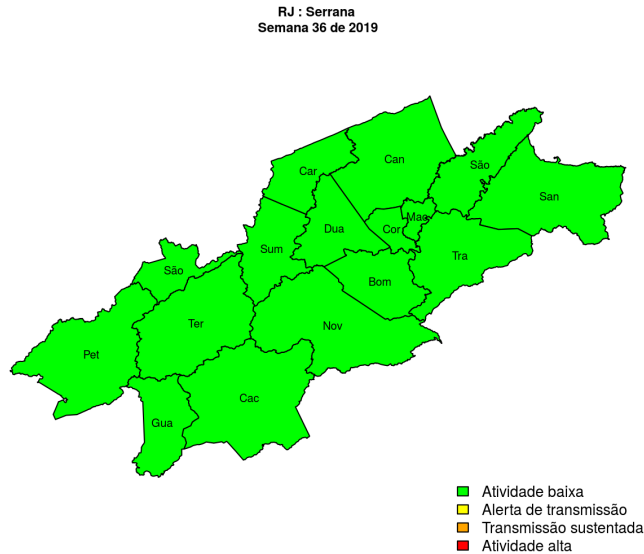 RJ : Serrana
Semana 36 de 2019
Can
São
Car
San
Mac
Dua
Cor
Sum
Tra
São
Bom
Ter
Nov
Pet
Cac
Gua
Atividade baixa
Alerta de transmissão
Transmissão sustentada
Atividade alta